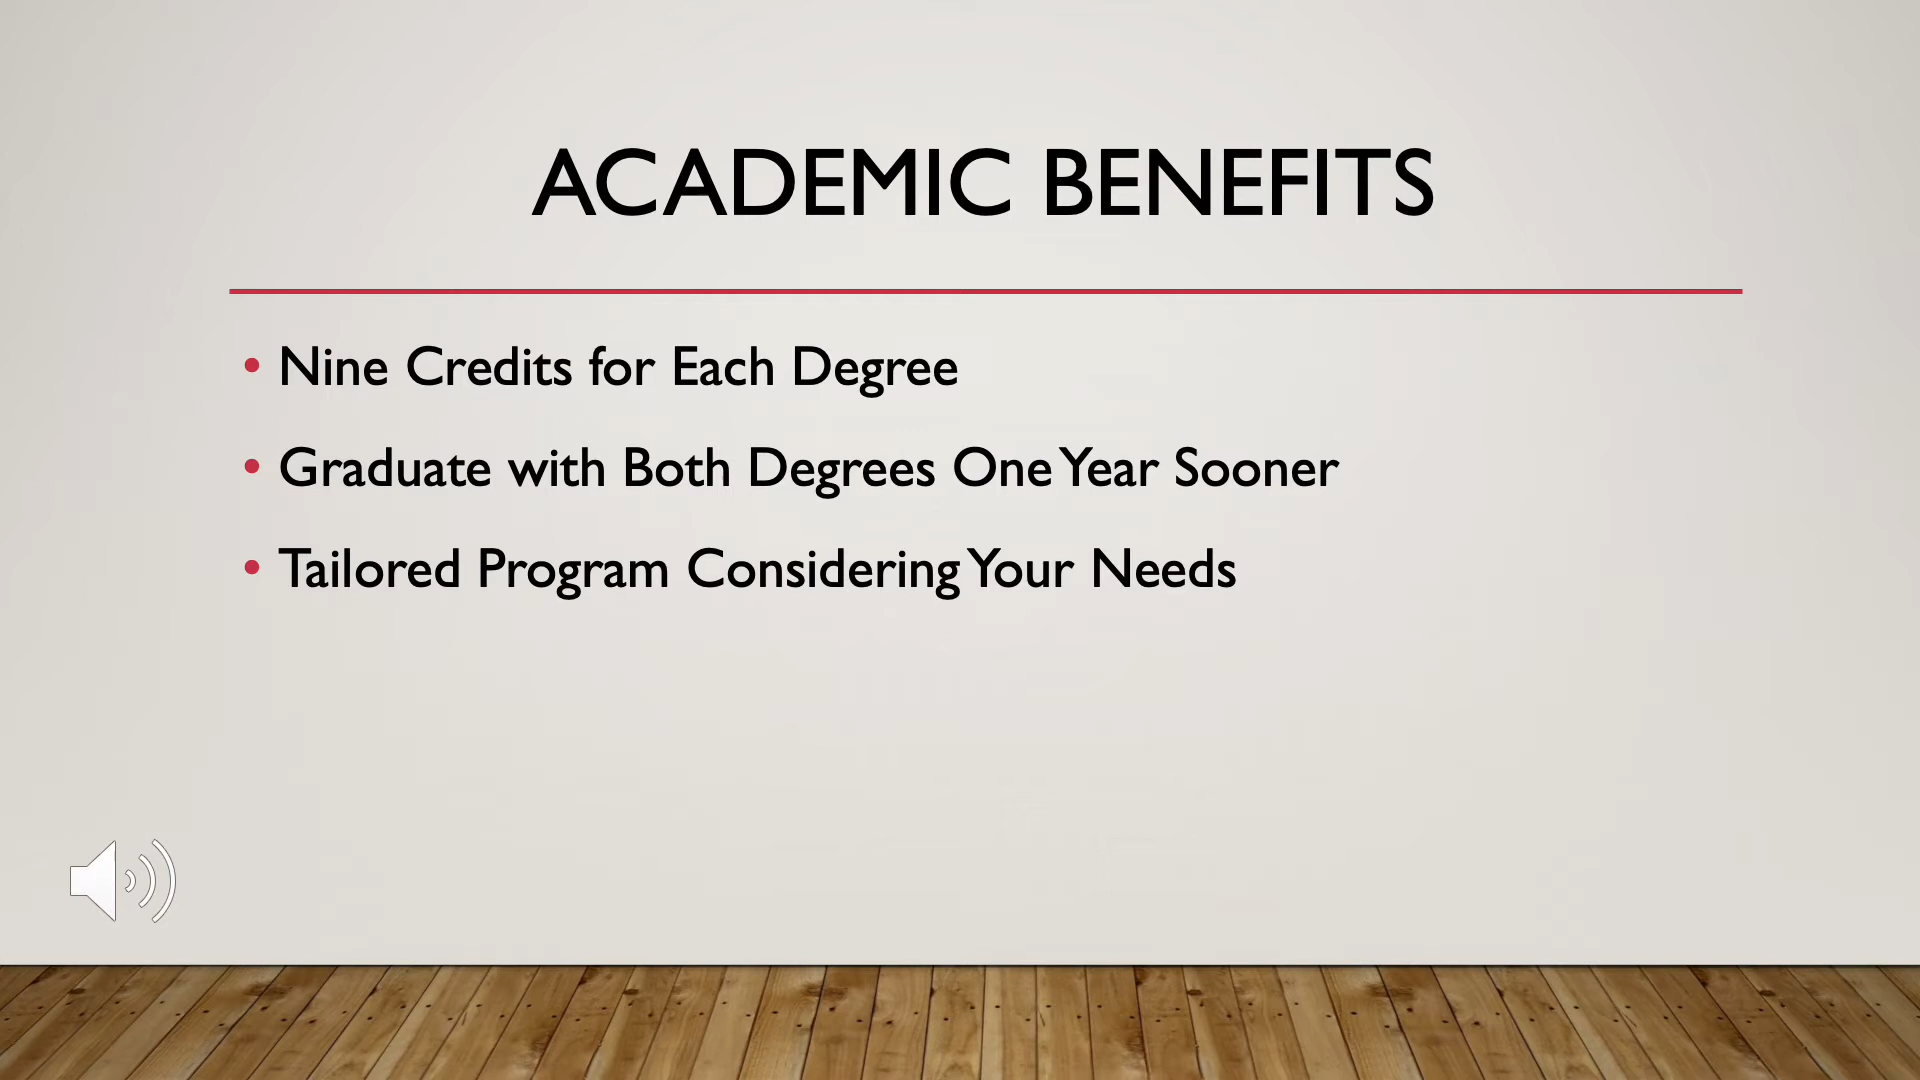 ACADEMIC BENEFITS
• Nine Credits for Each Degree
• Graduate with Both Degrees One Year Sooner
• Tailored Program Considering Your Needs